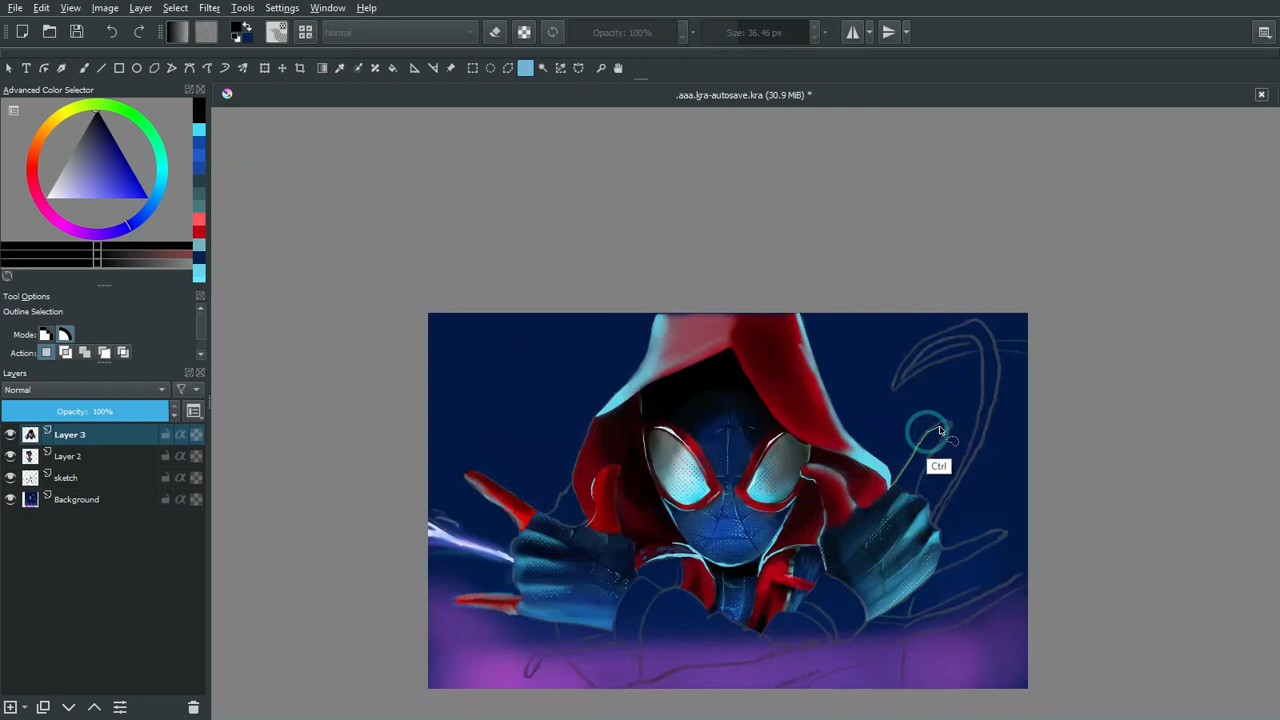 File Edit View Image Layer Select Filter Tools Settings Window Help
Normal Opacity: 100% Size: 36.46 px
Advanced Color Selector
.aaa.kra-autosave.kra (30.9 MiB) *
Tool Options
Outline Selection
Mode:
Action:
Layers
Normal
Opacity: 100%
Layer 3
Layer 2
sketch
Background
Ctrl